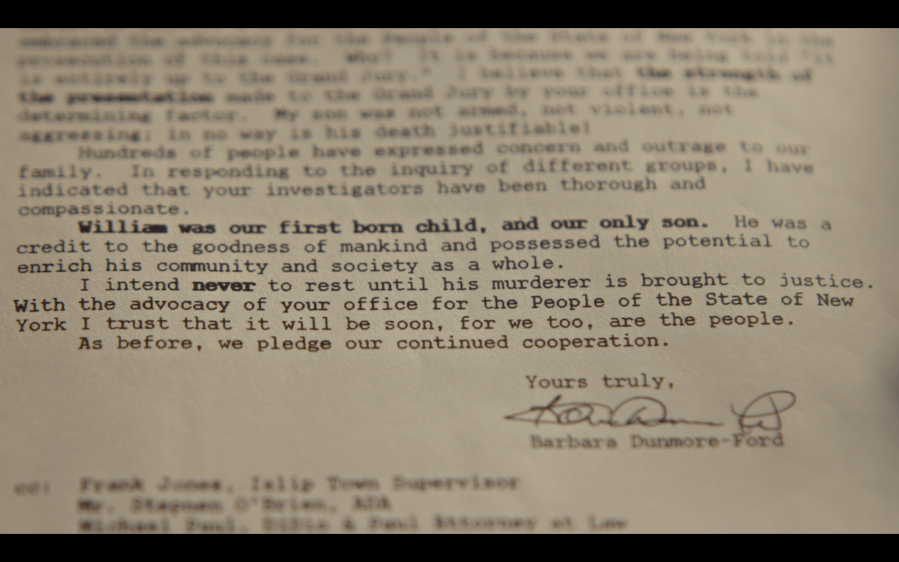 embraced the advocacy for the People of the State of New York in the
prosecution of this case. Why? It is because we are being told "it
is entirely up to the Grand Jury." I believe that the strength of
the presentation made to the Grand Jury by your office is the
determining factor. My son was not armed, not violent, not
aggressing; in no way is his death justifiable!
Hundreds of people have expressed concern and outrage to our
family. In responding to the inquiry of different groups, I have
indicated that your investigators have been thorough and
compassionate.
William was our first born child, and our only son. He was a
credit to the goodness of mankind and possessed the potential to
enrich his community and society as a whole.
I intend never to rest until his murderer is brought to justice.
With the advocacy of your office for the People of the State of New
York I trust that it will be soon, for we too, are the people.
As before, we pledge our continued cooperation.
Yours truly,
Barbara Dunmore-Ford
cc: Frank Jones, Islip Town Supervisor
Mr. Stephen O'Brien, ADA
Michael Paul, & Paul Attorney at Law